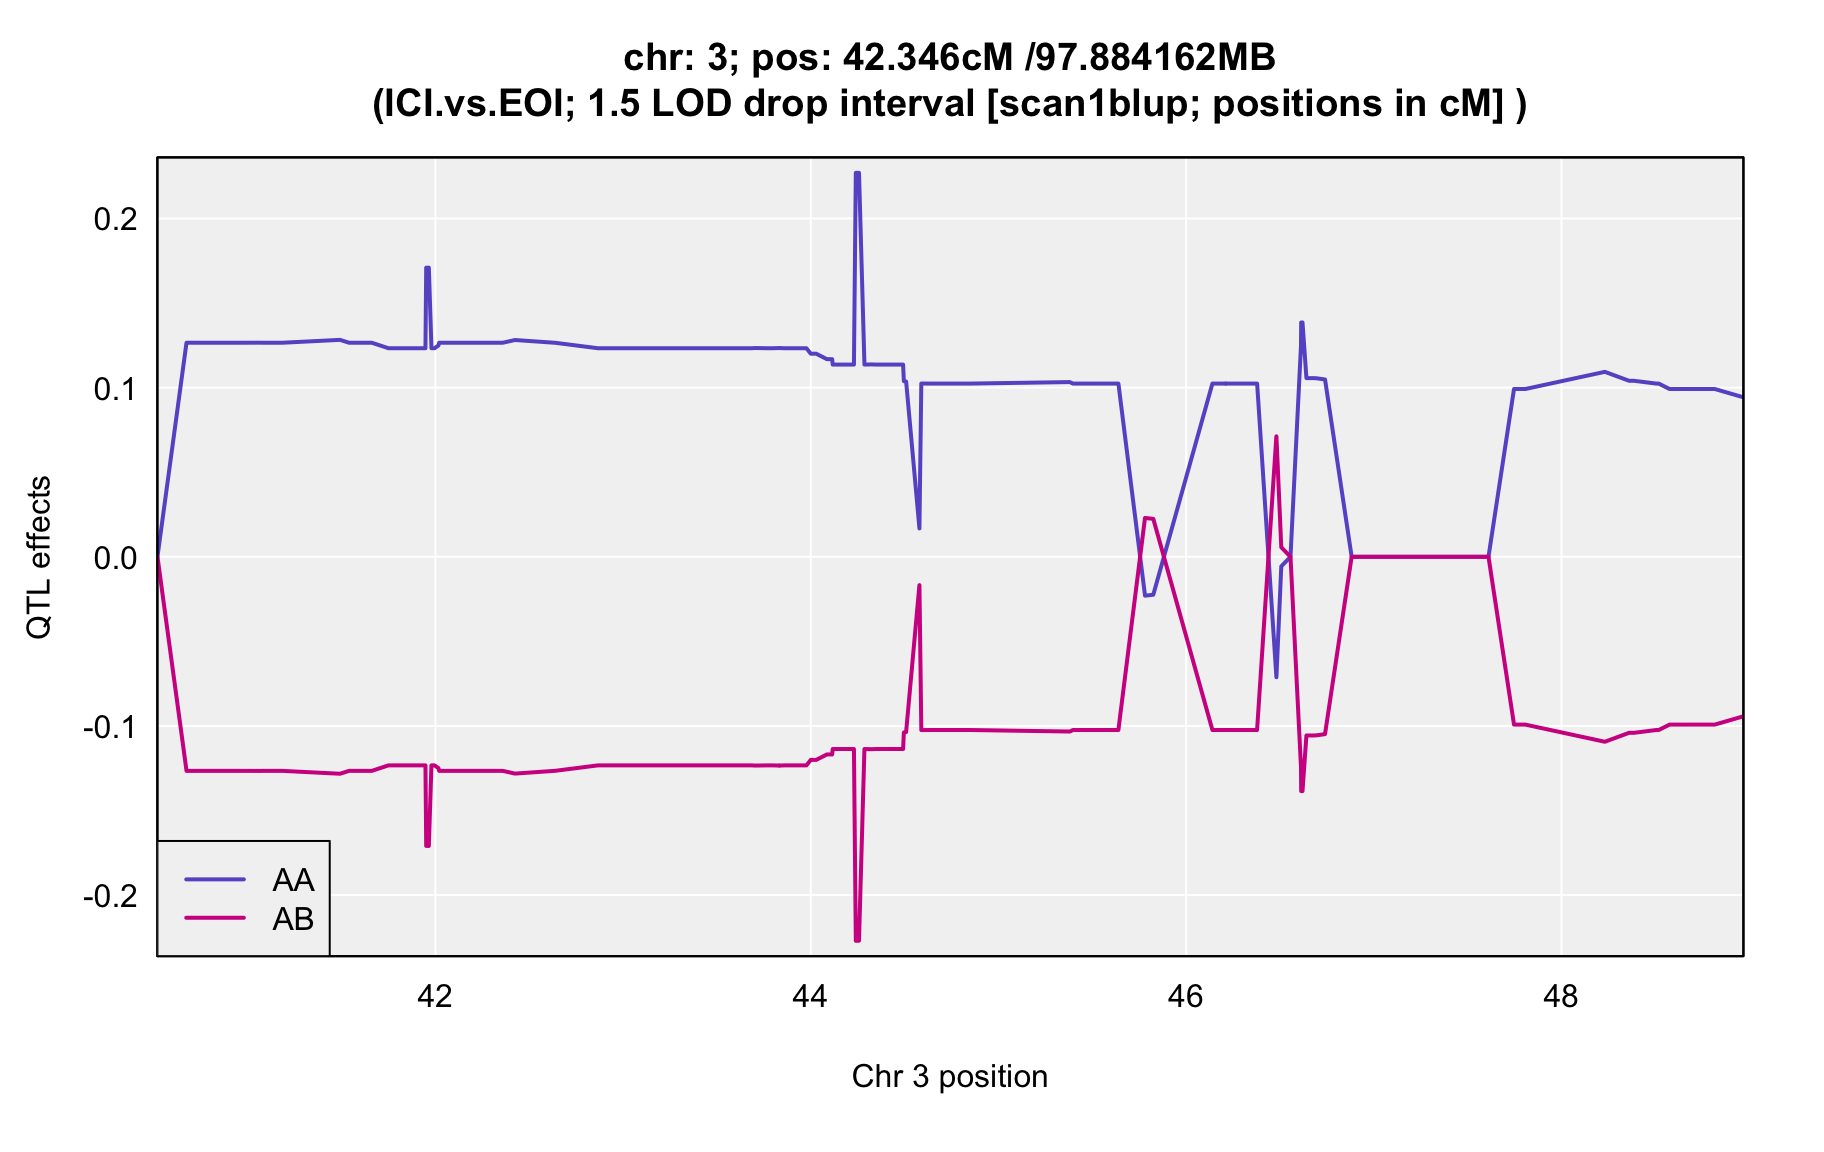 chr: 3; pos: 42.346cM /97.884162MB
(ICI.vs.EOI; 1.5 LOD drop interval [scan1blup; positions in cM] )
QTL effects
0.2
0.1
0.0
-0.1
-0.2
AA
AB
42
44
46
48
Chr 3 position